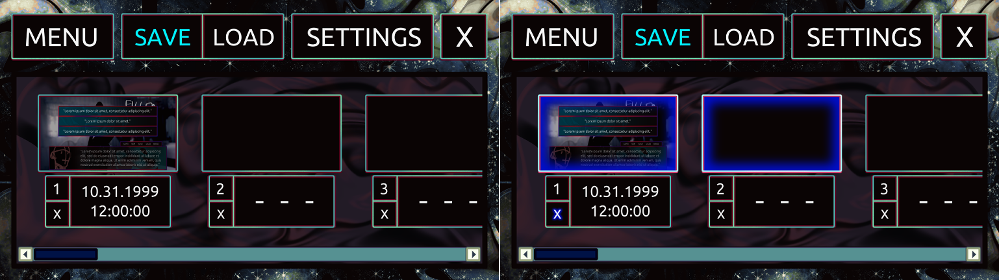 MENU SAVE LOAD SETTINGS X
"Lorem ipsum dolor sit amet, consectetur adipiscing elit."
"Lorem ipsum dolor sit amet."
"Lorem ipsum dolor sit amet, consectetur adipiscing elit."
"Lorem ipsum dolor sit amet, consectetur adipiscing
elit, sed do eiusmod tempor incididunt ut labore et
dolore magna aliqua. Ut enim ad minim veniam, quis
nostrud exercitation ullamco laboris nisi ut aliquip."
1 10.31.1999
X 12:00:00
2 - - -
X
3 - - -
X
MENU SAVE LOAD SETTINGS X
"Lorem ipsum dolor sit amet, consectetur adipiscing elit."
"Lorem ipsum dolor sit amet."
"Lorem ipsum dolor sit amet, consectetur adipiscing elit."
"Lorem ipsum dolor sit amet, consectetur adipiscing
elit, sed do eiusmod tempor incididunt ut labore et
dolore magna aliqua. Ut enim ad minim veniam, quis
nostrud exercitation ullamco laboris nisi ut aliquip."
1 10.31.1999
X 12:00:00
2 - - -
X
3 - - -
X